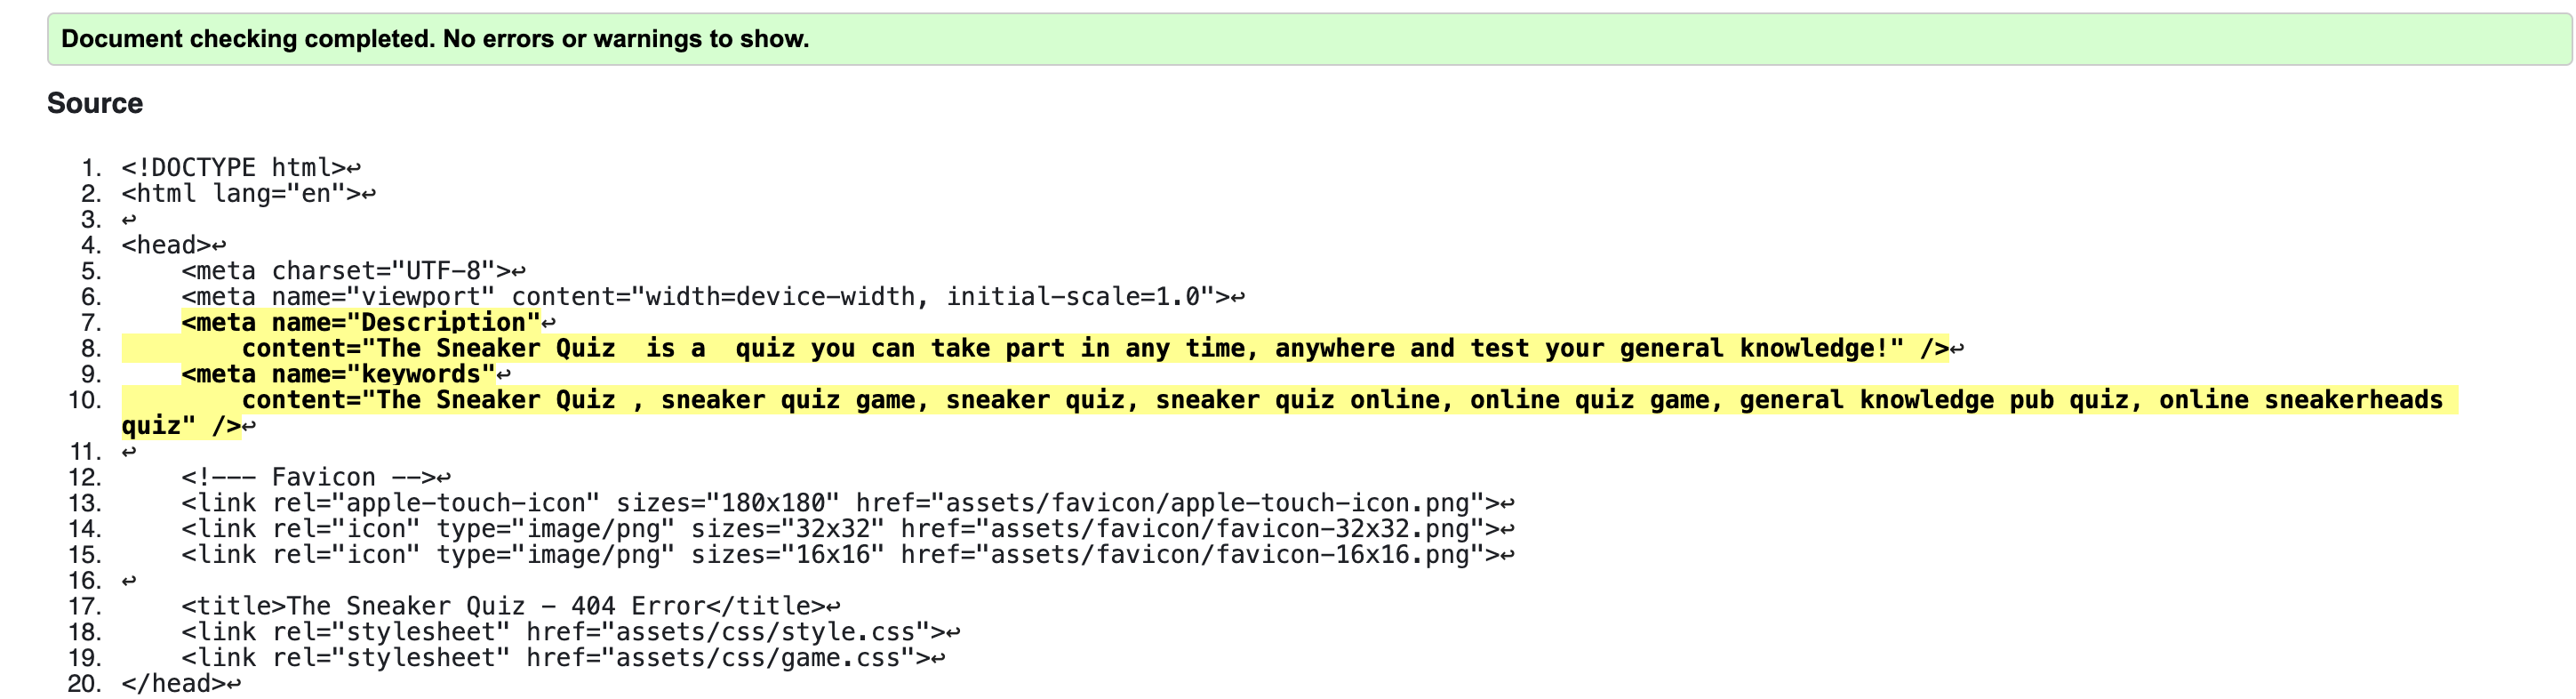 Document checking completed. No errors or warnings to show.
Source
1. <!DOCTYPE html>↩
2. <html lang="en">↩
3. ↩
4. <head>↩
5.     <meta charset="UTF-8">↩
6.     <meta name="viewport" content="width=device-width, initial-scale=1.0">↩
7.     <meta name="Description"↩
8.         content="The Sneaker Quiz  is a  quiz you can take part in any time, anywhere and test your general knowledge!" />↩
9.     <meta name="keywords"↩
10.         content="The Sneaker Quiz , sneaker quiz game, sneaker quiz, sneaker quiz online, online quiz game, general knowledge pub quiz, online sneakerheads
quiz" />↩
11. ↩
12.     <!--- Favicon -->↩
13.     <link rel="apple-touch-icon" sizes="180x180" href="assets/favicon/apple-touch-icon.png">↩
14.     <link rel="icon" type="image/png" sizes="32x32" href="assets/favicon/favicon-32x32.png">↩
15.     <link rel="icon" type="image/png" sizes="16x16" href="assets/favicon/favicon-16x16.png">↩
16. ↩
17.     <title>The Sneaker Quiz - 404 Error</title>↩
18.     <link rel="stylesheet" href="assets/css/style.css">↩
19.     <link rel="stylesheet" href="assets/css/game.css">↩
20. </head>↩